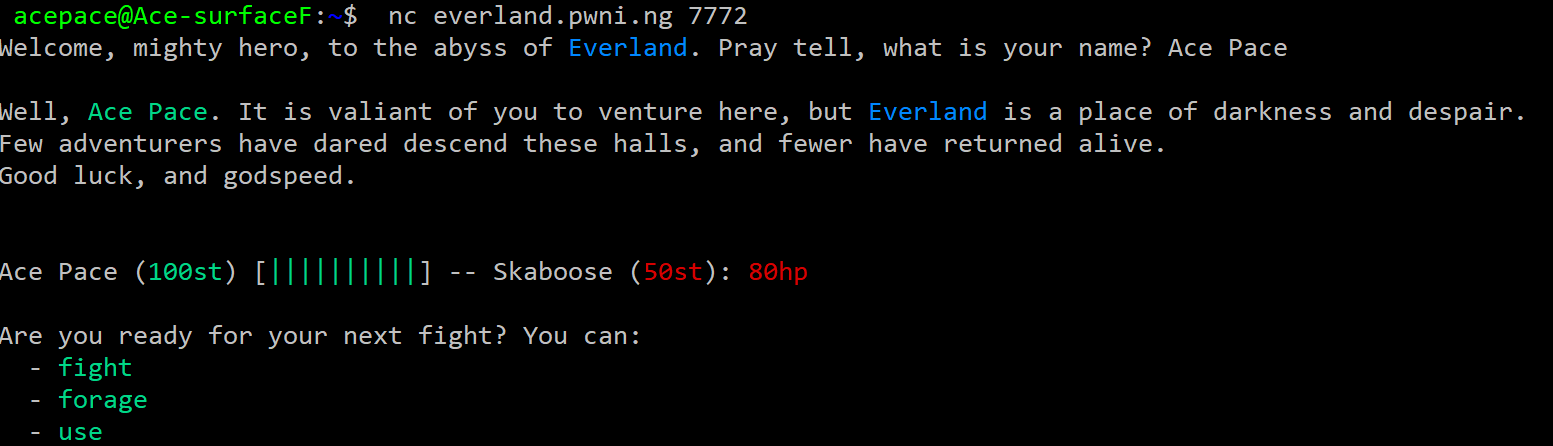 acepace@Ace-surfaceF:~$  nc everland.pwni.ng 7772
Welcome, mighty hero, to the abyss of Everland. Pray tell, what is your name? Ace Pace
Well, Ace Pace. It is valiant of you to venture here, but Everland is a place of darkness and despair.
Few adventurers have dared descend these halls, and fewer have returned alive.
Good luck, and godspeed.
Ace Pace (100st) [||||||||||] -- Skaboose (50st): 80hp
Are you ready for your next fight? You can:
- fight
- forage
- use